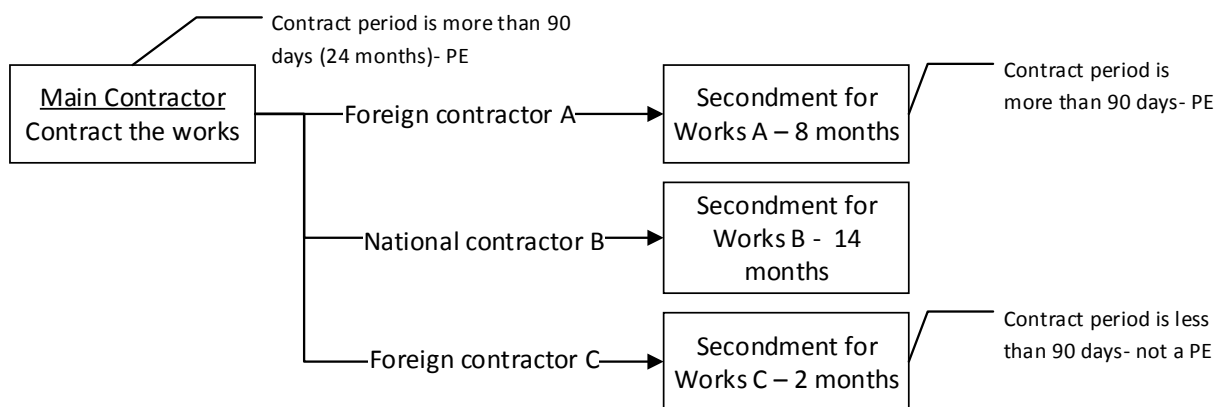 Contract period is more than 90
days (24 months)- PE
Main Contractor
Contract the works
Foreign contractor A
Secondment for
Works A – 8 months
Contract period is
more than 90 days- PE
National contractor B
Secondment for
Works B - 14
months
Foreign contractor C
Secondment for
Works C – 2 months
Contract period is less
than 90 days- not a PE